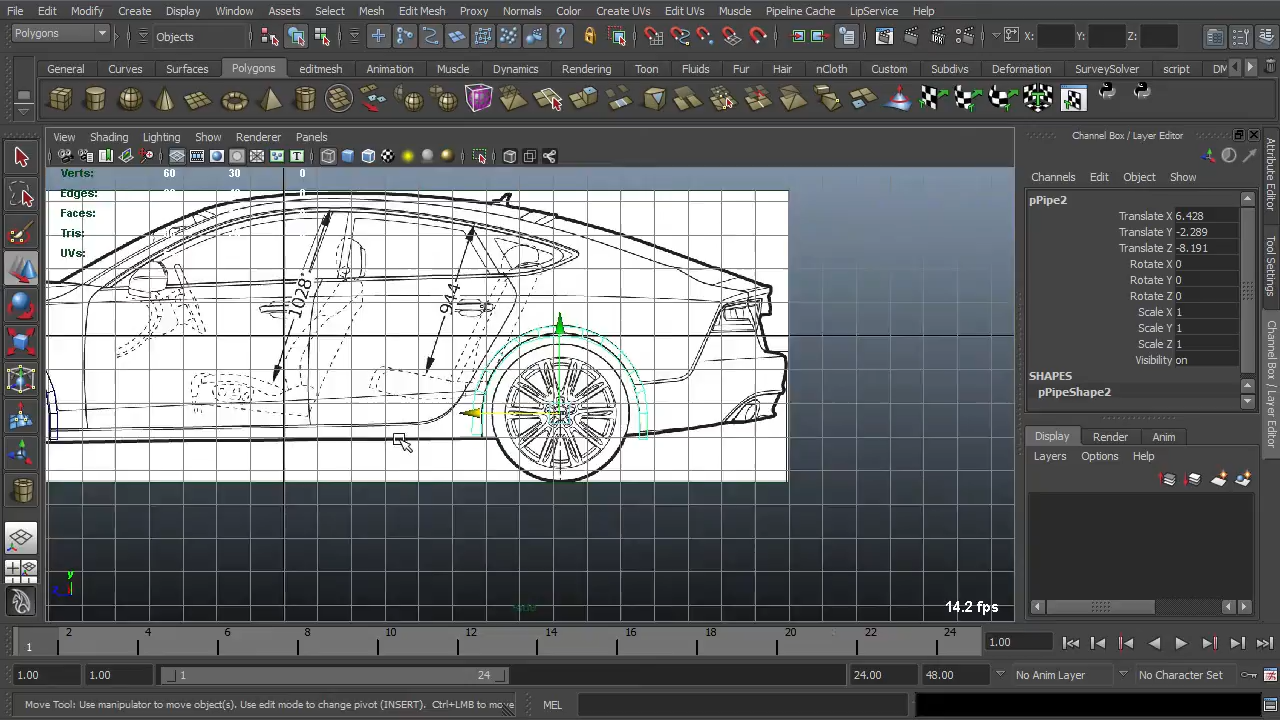 File Edit Modify Create Display Window Assets Select Mesh Edit Mesh Proxy Normals Color Create UVs Edit UVs Muscle Pipeline Cache LipService Help
Polygons Objects X: Y: Z:
General Curves Surfaces Polygons editmesh Animation Muscle Dynamics Rendering Toon Fluids Fur Hair nCloth Custom Subdivs Deformation SurveySolver script DM
View Shading Lighting Show Renderer Panels
Verts: 60 30 0
Edges:
Faces:
Tris:
UVs:
1028
944
y
14.2 fps
Channel Box / Layer Editor
Channels Edit Object Show
pPipe2
Translate X 6.428
Translate Y -2.289
Translate Z -8.191
Rotate X 0
Rotate Y 0
Rotate Z 0
Scale X 1
Scale Y 1
Scale Z 1
Visibility on
SHAPES
pPipeShape2
Display Render Anim
Layers Options Help
Attribute Editor
Tool Settings
Channel Box / Layer Editor
1 2 4 6 8 10 12 14 16 18 20 22 24 1.00
1.00 1.00 1 24 24.00 48.00 No Anim Layer No Character Set
Move Tool: Use manipulator to move object(s). Use edit mode to change pivot (INSERT). Ctrl+LMB to move MEL